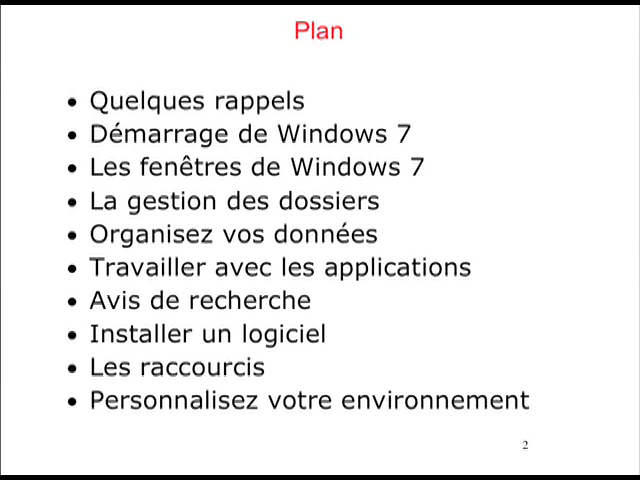 Plan
• Quelques rappels
• Démarrage de Windows 7
• Les fenêtres de Windows 7
• La gestion des dossiers
• Organisez vos données
• Travailler avec les applications
• Avis de recherche
• Installer un logiciel
• Les raccourcis
• Personnalisez votre environnement
2